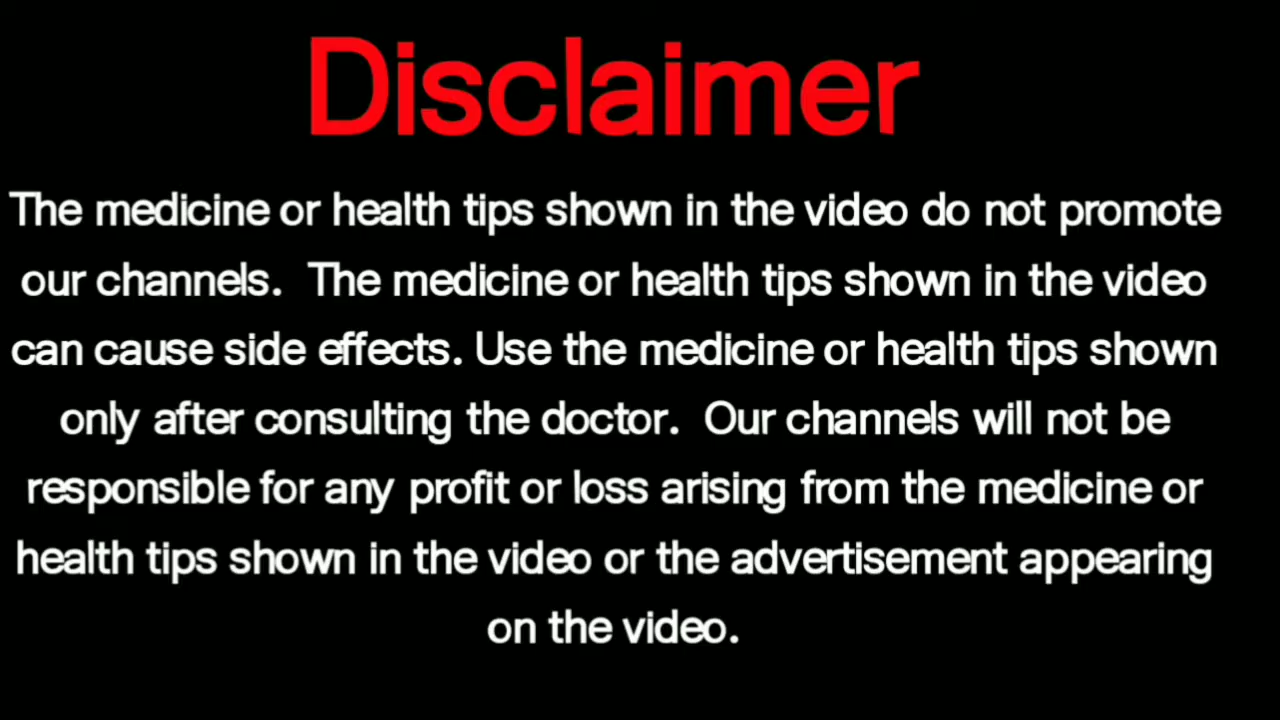 Disclaimer
The medicine or health tips shown in the video do not promote
our channels. The medicine or health tips shown in the video
can cause side effects. Use the medicine or health tips shown
only after consulting the doctor. Our channels will not be
responsible for any profit or loss arising from the medicine or
health tips shown in the video or the advertisement appearing
on the video.